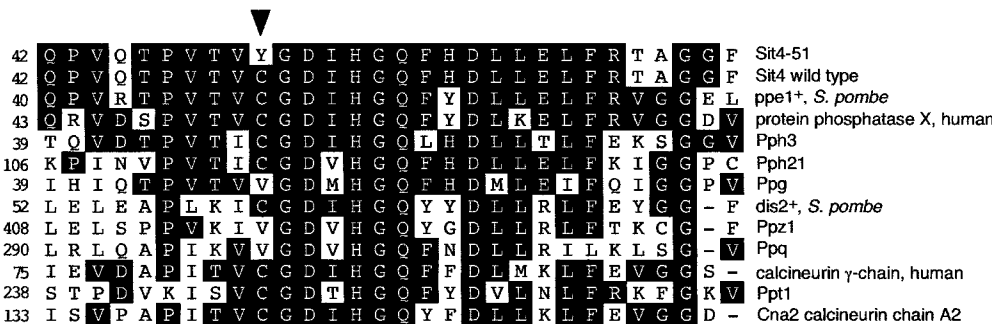 42 Q P V Q T P V T V Y G D I H G Q F H D L L E L F R T A G G F Sit4-51
42 Q P V Q T P V T V C G D I H G Q F H D L L E L F R T A G G F Sit4 wild type
40 Q P V R T P V T V C G D I H G Q F Y D L L E L F R V G G E L ppe1+, S. pombe
43 Q R V D S P V T V C G D I H G Q F Y D L K E L F R V G G D V protein phosphatase X, human
39 T Q V D T P V T I C G D I H G Q L H D L L T L F E K S G G V Pph3
106 K P I N V P V T I C G D V H G Q F H D L L E L F K I G G P C Pph21
39 I H I Q T P V T V V G D M H G Q F H D M L E I F Q I G G P V Ppg
52 L E L E A P L K I C G D I H G Q Y Y D L L R L F E Y G G - F dis2+, S. pombe
408 L E L S P P V K I V G D V H G Q Y G D L L R L F T K C G - F Ppz1
290 L R L Q A P I K V V G D V H G Q F N D L L R I L K L S G - V Ppq
75 I E V D A P I T V C G D I H G Q F F D L M K L F E V G G S - calcineurin γ-chain, human
238 S T P D V K I S V C G D T H G Q F Y D V L N L F R K F G K V Ppt1
133 I S V P A P I T V C G D I H G Q Y F D L L K L F E V G G D - Cna2 calcineurin chain A2